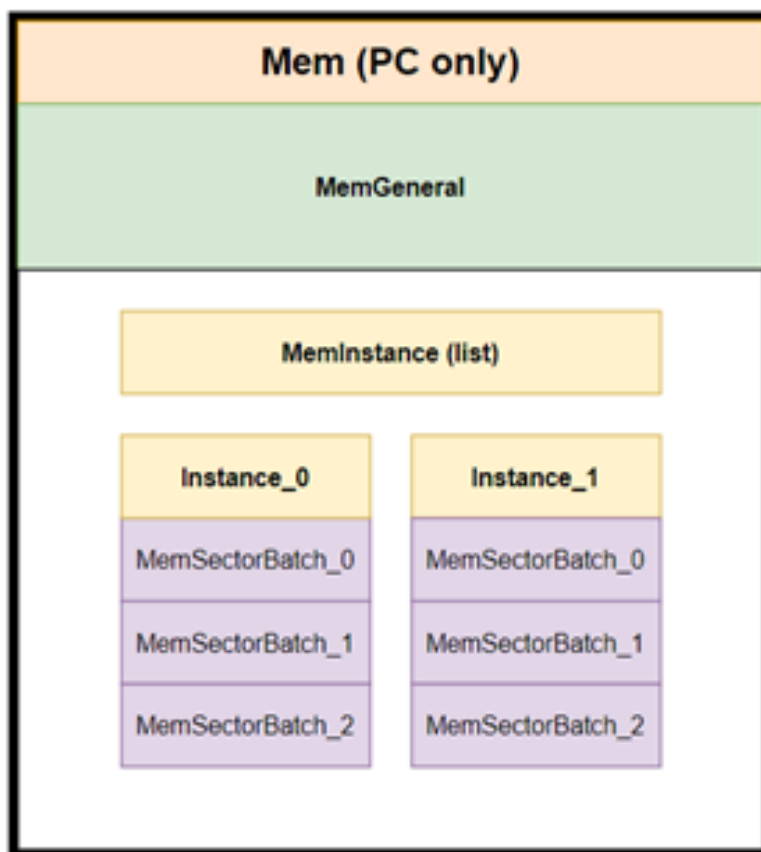 Mem (PC only)
MemGeneral
MemInstance (list)
Instance_0
MemSectorBatch_0
MemSectorBatch_1
MemSectorBatch_2
Instance_1
MemSectorBatch_0
MemSectorBatch_1
MemSectorBatch_2